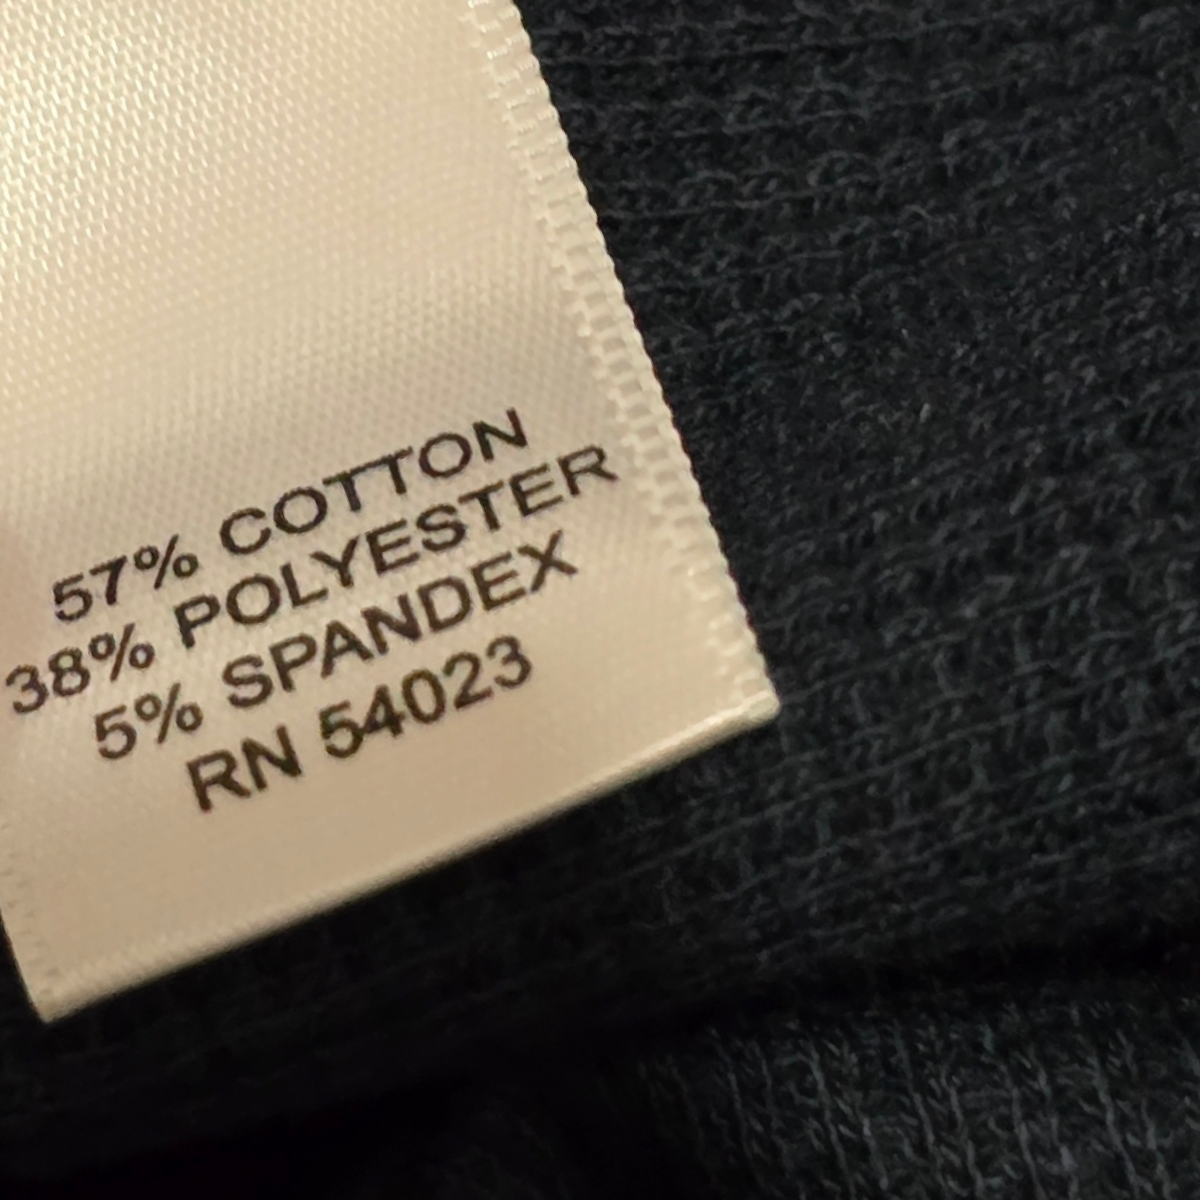 57% COTTON
38% POLYESTER
5% SPANDEX
RN 54023